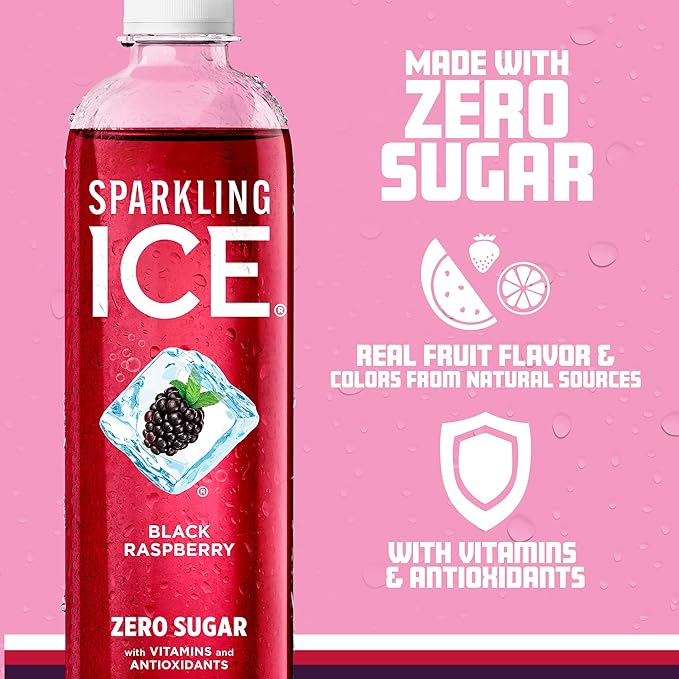 SPARKLING
ICE®
®
BLACK
RASPBERRY
ZERO SUGAR
with VITAMINS and
ANTIOXIDANTS
MADE WITH
ZERO
SUGAR
REAL FRUIT FLAVOR &
COLORS FROM NATURAL SOURCES
WITH VITAMINS
& ANTIOXIDANTS